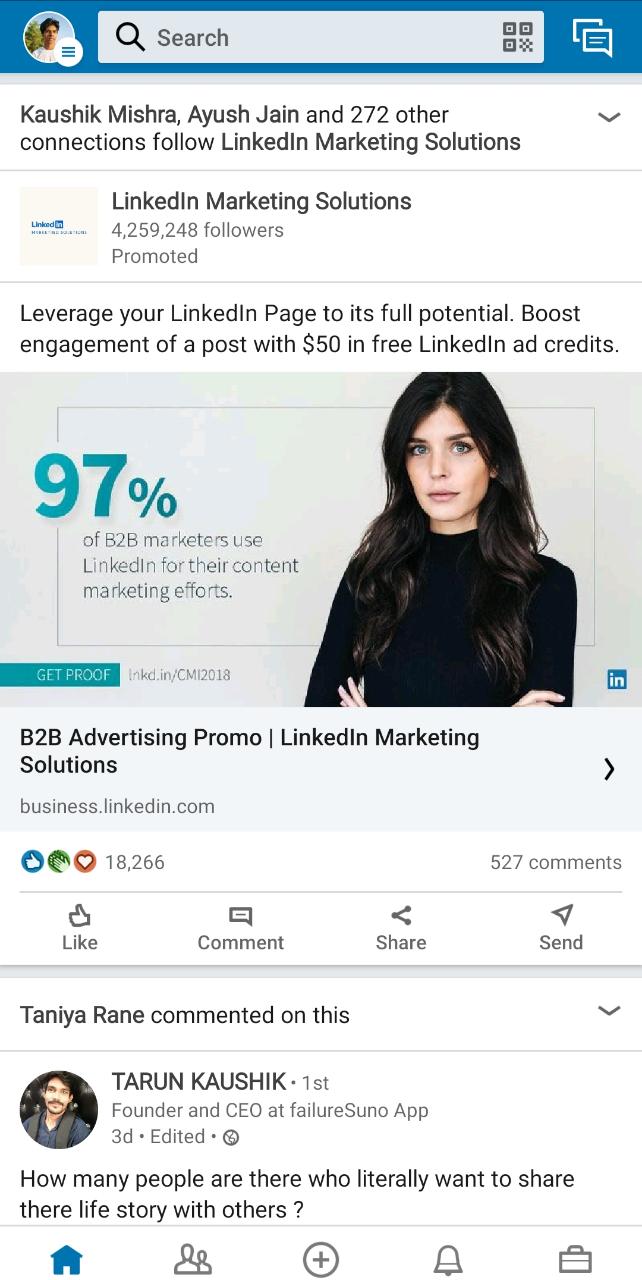 Search
Kaushik Mishra, Ayush Jain and 272 other
connections follow LinkedIn Marketing Solutions
Linked in
MARKETING SOLUTIONS
LinkedIn Marketing Solutions
4,259,248 followers
Promoted
Leverage your LinkedIn Page to its full potential. Boost
engagement of a post with $50 in free LinkedIn ad credits.
97%
of B2B marketers use
LinkedIn for their content
marketing efforts.
GET PROOF lnkd.in/CMI2018
in
B2B Advertising Promo | LinkedIn Marketing
Solutions
business.linkedin.com
18,266 527 comments
Like Comment Share Send
Taniya Rane commented on this
TARUN KAUSHIK • 1st
Founder and CEO at failureSuno App
3d • Edited •
How many people are there who literally want to share
there life story with others ?